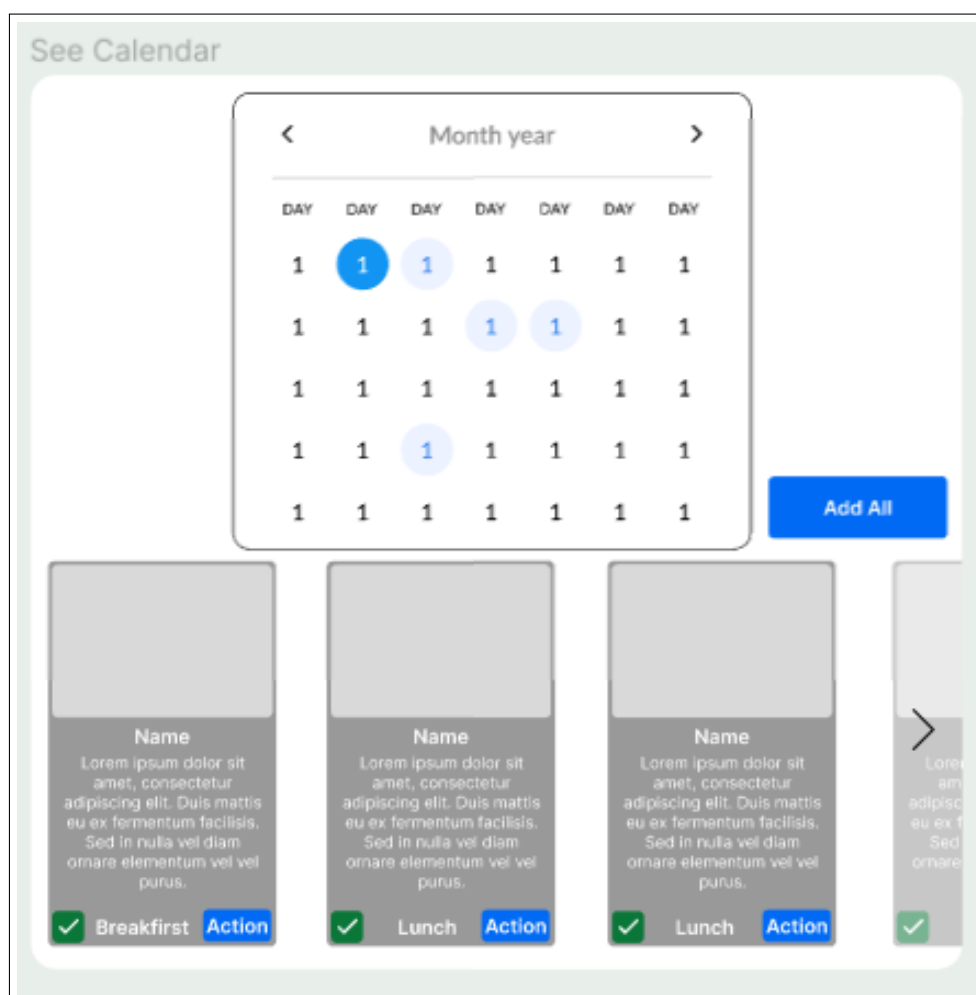 See Calendar
Month year
DAY DAY DAY DAY DAY DAY DAY
1 1 1 1 1 1 1
1 1 1 1 1 1 1
1 1 1 1 1 1 1
1 1 1 1 1 1 1
1 1 1 1 1 1 1
Add All
Name
Lorem ipsum dolor sit
amet, consectetur
adipiscing elit. Duis mattis
eu ex fermentum facilisis.
Sed in nulla vel diam
ornare elementum vel vel
purus.
Breakfirst Action
Name
Lorem ipsum dolor sit
amet, consectetur
adipiscing elit. Duis mattis
eu ex fermentum facilisis.
Sed in nulla vel diam
ornare elementum vel vel
purus.
Lunch Action
Name
Lorem ipsum dolor sit
amet, consectetur
adipiscing elit. Duis mattis
eu ex fermentum facilisis.
Sed in nulla vel diam
ornare elementum vel vel
purus.
Lunch Action
Sed
ornare